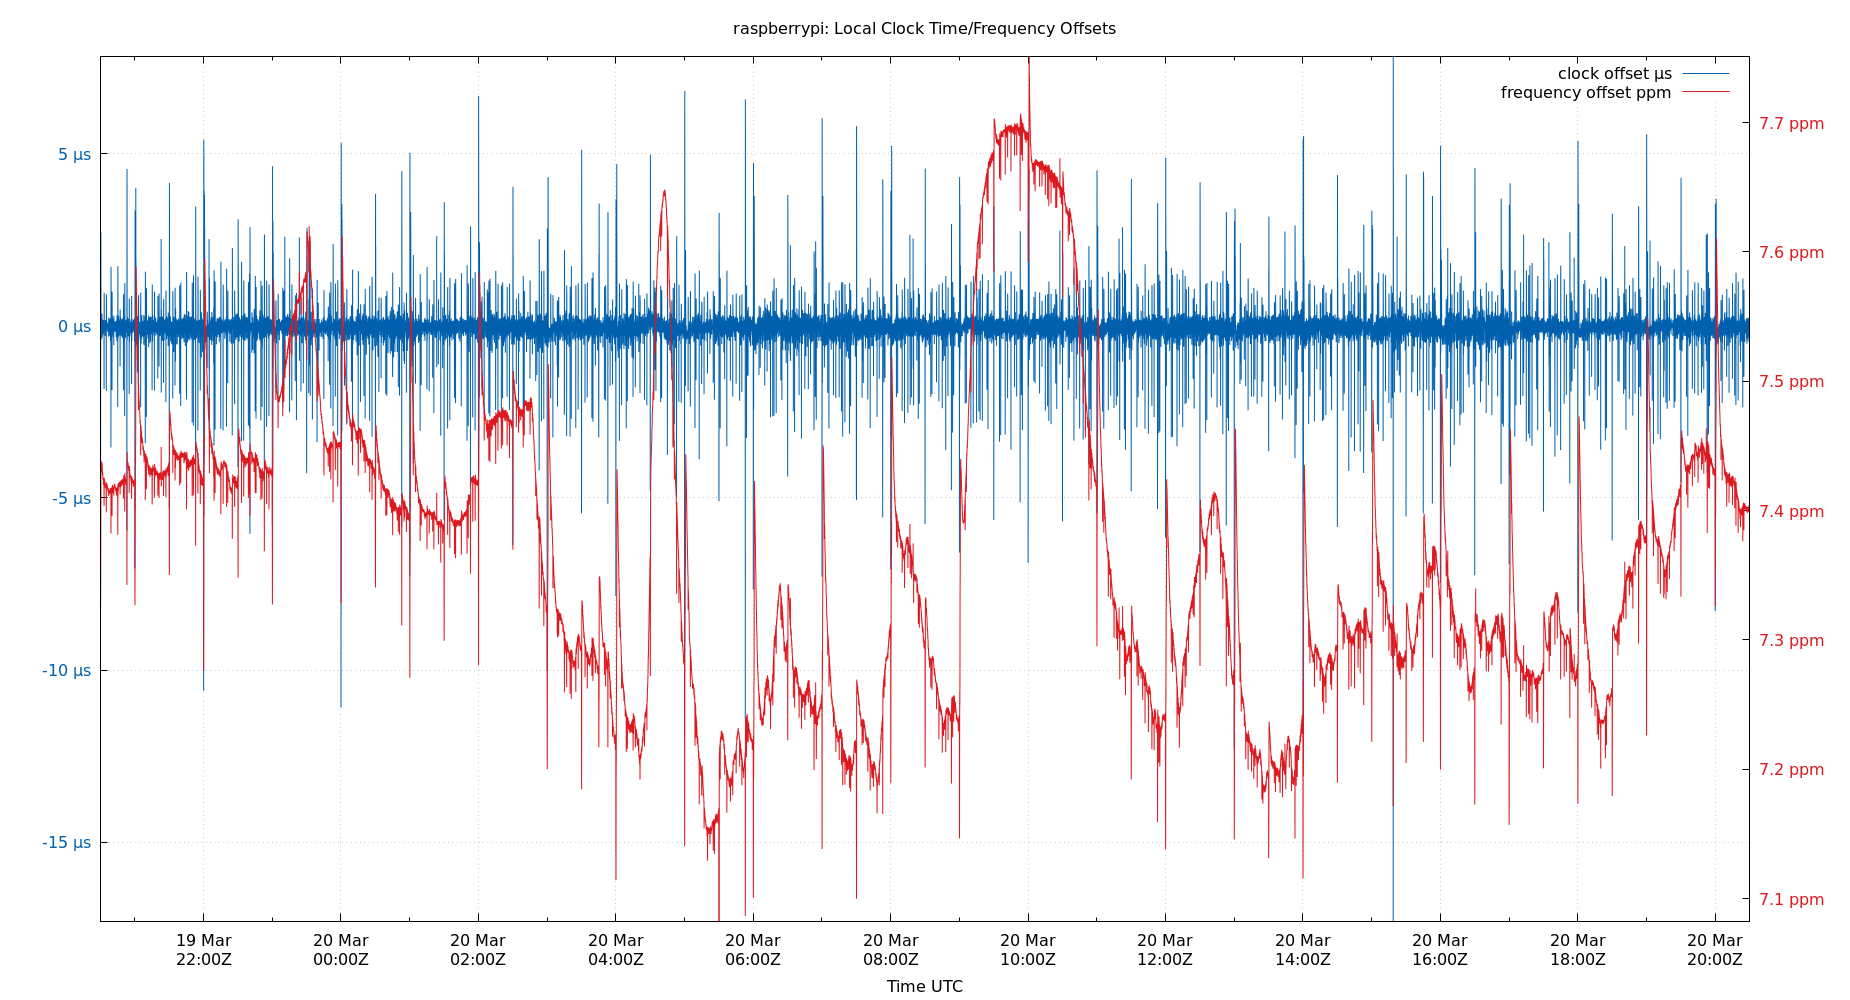 raspberrypi: Local Clock Time/Frequency Offsets
clock offset µs
frequency offset ppm
5 µs
0 µs
-5 µs
-10 µs
-15 µs
7.7 ppm
7.6 ppm
7.5 ppm
7.4 ppm
7.3 ppm
7.2 ppm
7.1 ppm
19 Mar 20 Mar 20 Mar 20 Mar 20 Mar 20 Mar 20 Mar 20 Mar 20 Mar 20 Mar 20 Mar 20 Mar
22:00Z 00:00Z 02:00Z 04:00Z 06:00Z 08:00Z 10:00Z 12:00Z 14:00Z 16:00Z 18:00Z 20:00Z
Time UTC